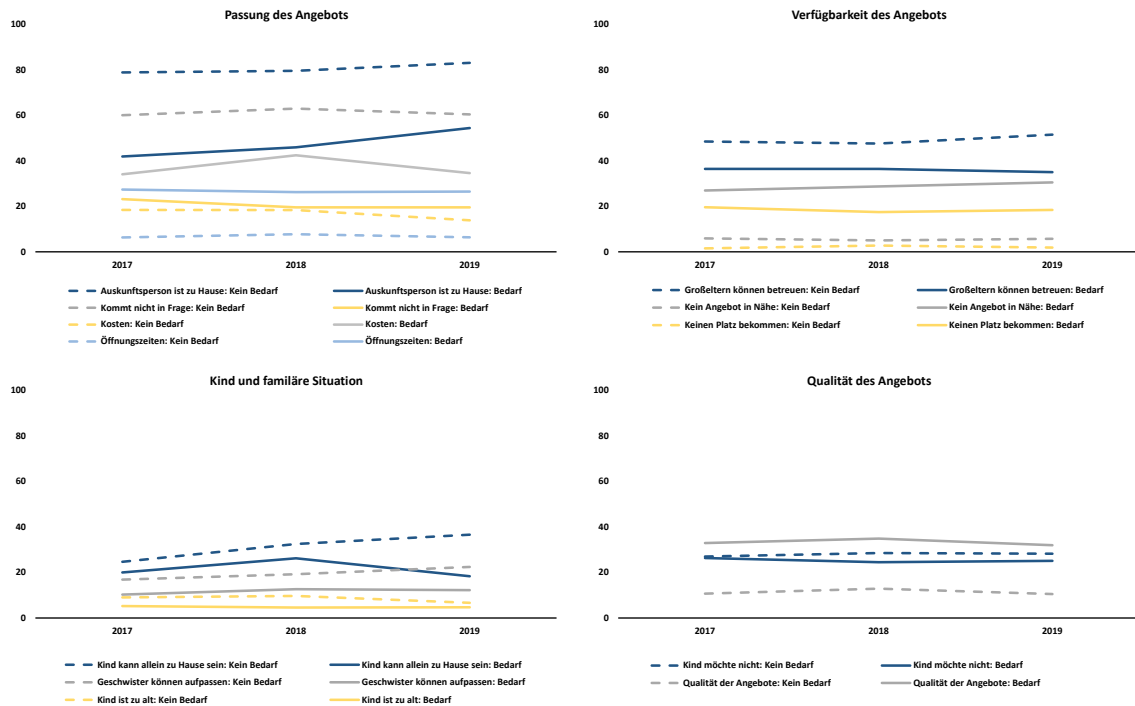 Passung des Angebots
100
80
60
40
20
0
2017 2018 2019
Auskunftsperson ist zu Hause: Kein Bedarf Auskunftsperson ist zu Hause: Bedarf
Kommt nicht in Frage: Kein Bedarf Kommt nicht in Frage: Bedarf
Kosten: Kein Bedarf Kosten: Bedarf
Öffnungszeiten: Kein Bedarf Öffnungszeiten: Bedarf
Verfügbarkeit des Angebots
100
80
60
40
20
0
2017 2018 2019
Großeltern können betreuen: Kein Bedarf Großeltern können betreuen: Bedarf
Kein Angebot in Nähe: Kein Bedarf Kein Angebot in Nähe: Bedarf
Keinen Platz bekommen: Kein Bedarf Keinen Platz bekommen: Bedarf
Kind und familäre Situation
100
80
60
40
20
0
2017 2018 2019
Kind kann allein zu Hause sein: Kein Bedarf Kind kann allein zu Hause sein: Bedarf
Geschwister können aufpassen: Kein Bedarf Geschwister können aufpassen: Bedarf
Kind ist zu alt: Kein Bedarf Kind ist zu alt: Bedarf
Qualität des Angebots
100
80
60
40
20
0
2017 2018 2019
Kind möchte nicht: Kein Bedarf Kind möchte nicht: Bedarf
Qualität der Angebote: Kein Bedarf Qualität der Angebote: Bedarf